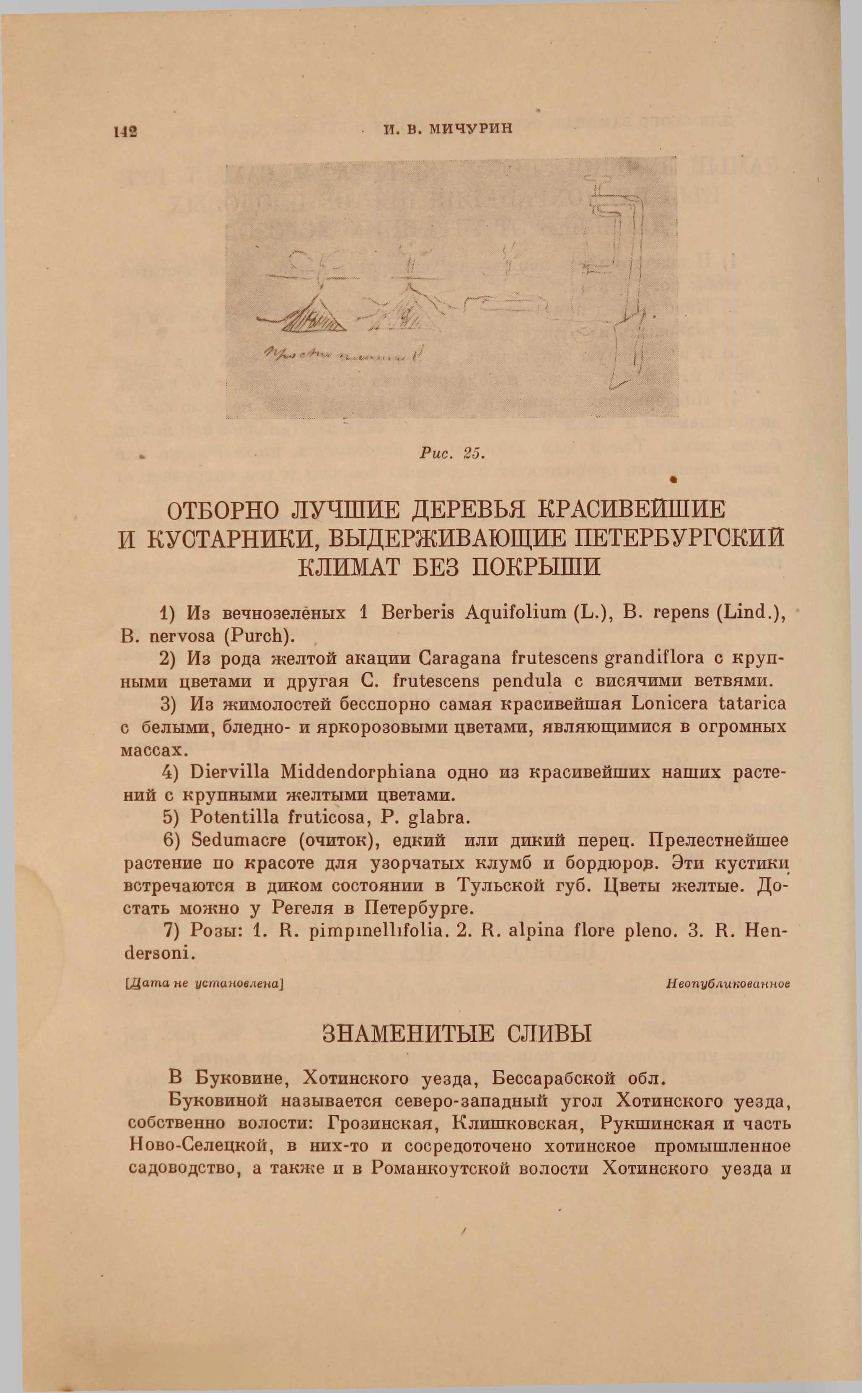 142
И. В. МИЧУРИН
Рис. 25.
ОТБОРНО ЛУЧШИЕ ДЕРЕВЬЯ КРАСИВЕЙШИЕ
И КУСТАРНИКИ, ВЫДЕРЖИВАЮЩИЕ ПЕТЕРБУРГСКИЙ
КЛИМАТ БЕЗ ПОКРЫШИ
1) Из вечнозелёных 1 Berberis Aquifolium (L.), B. repens (Lind.),
B. nervosa (Purch).
2) Из рода желтой акации Caragana frutescens grandiflora с круп-
ными цветами и другая C. frutescens pendula с висячими ветвями.
3) Из жимолостей бесспорно самая красивейшая Lonicera tatarica
с белыми, бледно- и яркорозовыми цветами, являющимися в огромных
массах.
4) Diervilla Middendorphiana одно из красивейших наших расте-
ний с крупными желтыми цветами.
5) Potentilla fruticosa, P. glabra.
6) Sedumacre (очиток), едкий или дикий перец. Прелестнейшее
растение по красоте для узорчатых клумб и бордюров. Эти кустики
встречаются в диком состоянии в Тульской губ. Цветы желтые. До-
стать можно у Регеля в Петербурге.
7) Розы: 1. R. pimpinellifolia. 2. R. alpina flore pleno. 3. R. Hen-
dersoni.
[Дата не установлена]
Неопубликованное
ЗНАМЕНИТЫЕ СЛИВЫ
В Буковине, Хотинского уезда, Бессарабской обл.
Буковиной называется северо-западный угол Хотинского уезда,
собственно волости: Грозинская, Клишковская, Рукшинская и часть
Ново-Селецкой, в них-то и сосредоточено хотинское промышленное
садоводство, а также и в Романкоутской волости Хотинского уезда и